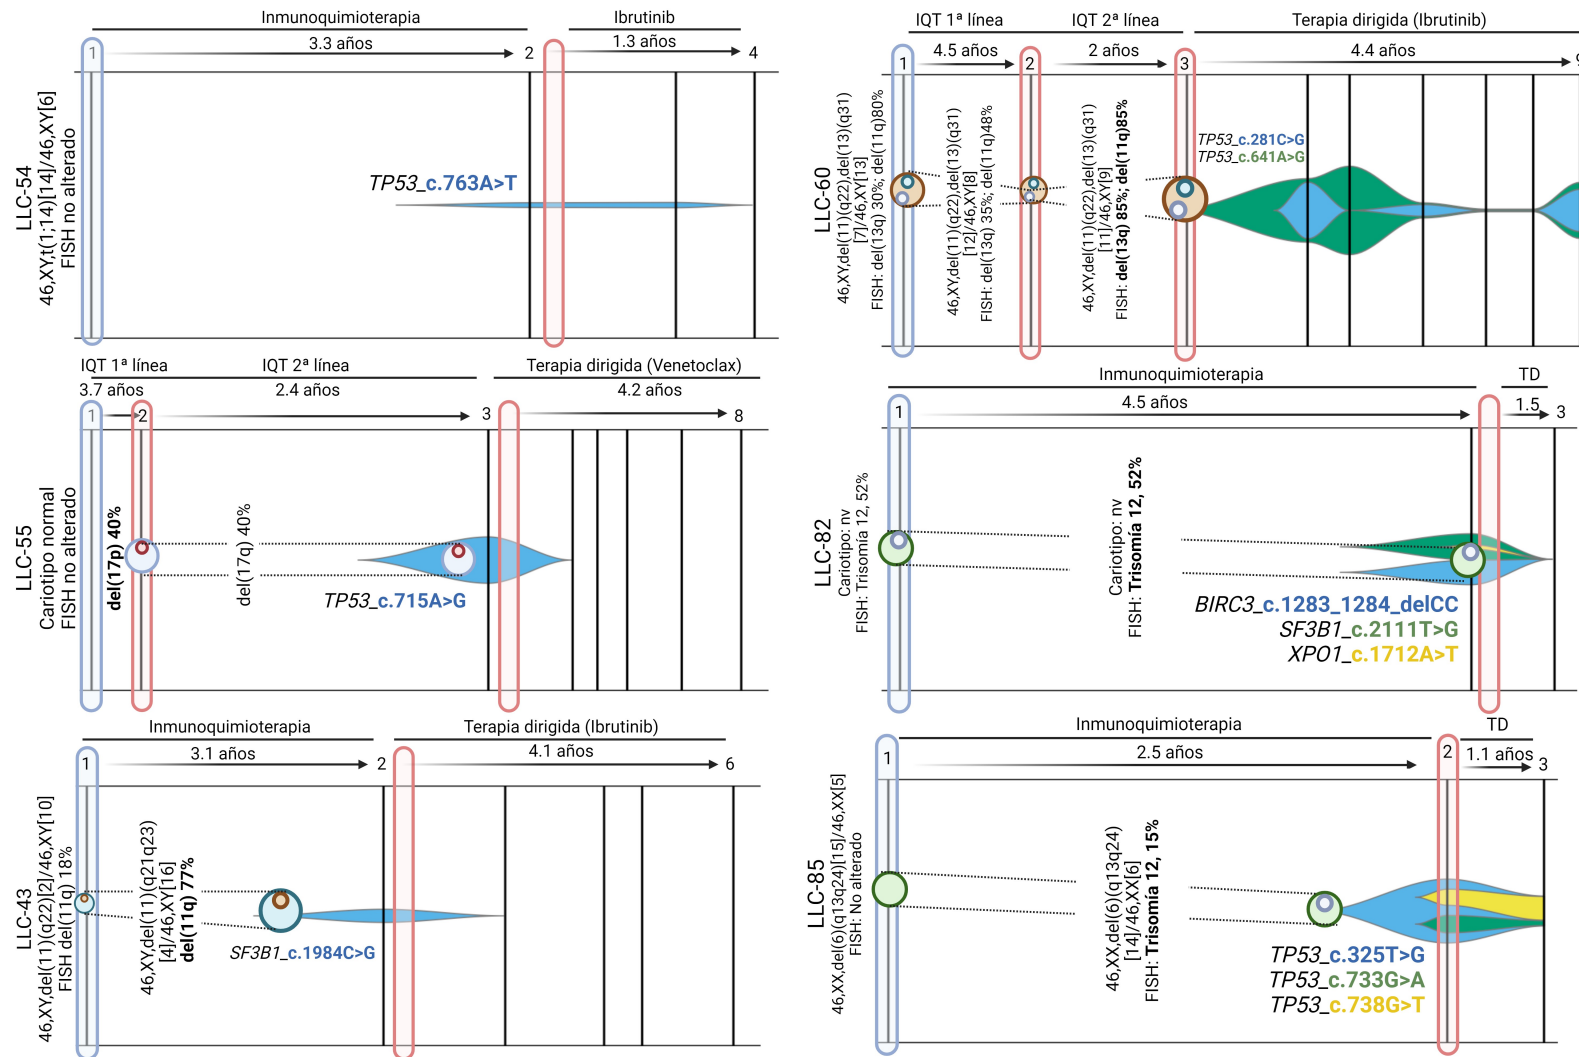 Inmunoquimioterapia
Ibrutinib
3.3 años
1.3 años
1
2
4
LLC-54
46,XY,t(1;14)[14]/46,XY[6]
FISH no alterado
TP53_c.763A>T
IQT 1ª línea
IQT 2ª línea
Terapia dirigida (Ibrutinib)
4.5 años
2 años
4.4 años
1
2
3
LLC-60
46,XY,del(11)(q22),del(13)(q31)
[7]/46,XY[13]
FISH: del(13q) 30%; del(11q)80%
46,XY,del(11)(q22),del(13)(q31)
[12]/46,XY[8]
FISH: del(13q) 35%; del(11q)48%
46,XY,del(11)(q22),del(13)(q31)
[11]/46,XY[9]
FISH: del(13q) 85%; del(11q)85%
TP53_c.281C>G
TP53_c.641A>G
IQT 1ª línea
IQT 2ª línea
Terapia dirigida (Venetoclax)
3.7 años
2.4 años
4.2 años
1
2
3
8
LLC-55
Cariotipo normal
FISH no alterado
del(17p) 40%
del(17q) 40%
TP53_c.715A>G
Inmunoquimioterapia
TD
4.5 años
1.5
1
3
LLC-82
Cariotipo: nv
FISH: Trisomía 12, 52%
Cariotipo: nv
FISH: Trisomía 12, 52%
BIRC3_c.1283_1284_delCC
SF3B1_c.2111T>G
XPO1_c.1712A>T
Inmunoquimioterapia
Terapia dirigida (Ibrutinib)
3.1 años
4.1 años
1
2
6
LLC-43
46,XY,del(11)(q22)[2]/46,XY[10]
FISH del(11q) 18%
46,XY,del(11)(q21q23)
[4]/46,XY[16]
del(11q) 77%
SF3B1_c.1984C>G
Inmunoquimioterapia
TD
2.5 años
1.1 años
1
2
3
LLC-85
46,XX,del(6)(q13q24)[15]/46,XX[5]
FISH: No alterado
46,XX,del(6)(q13q24)
[14]/46,XX[6]
FISH: Trisomía 12, 15%
TP53_c.325T>G
TP53_c.733G>A
TP53_c.738G>T